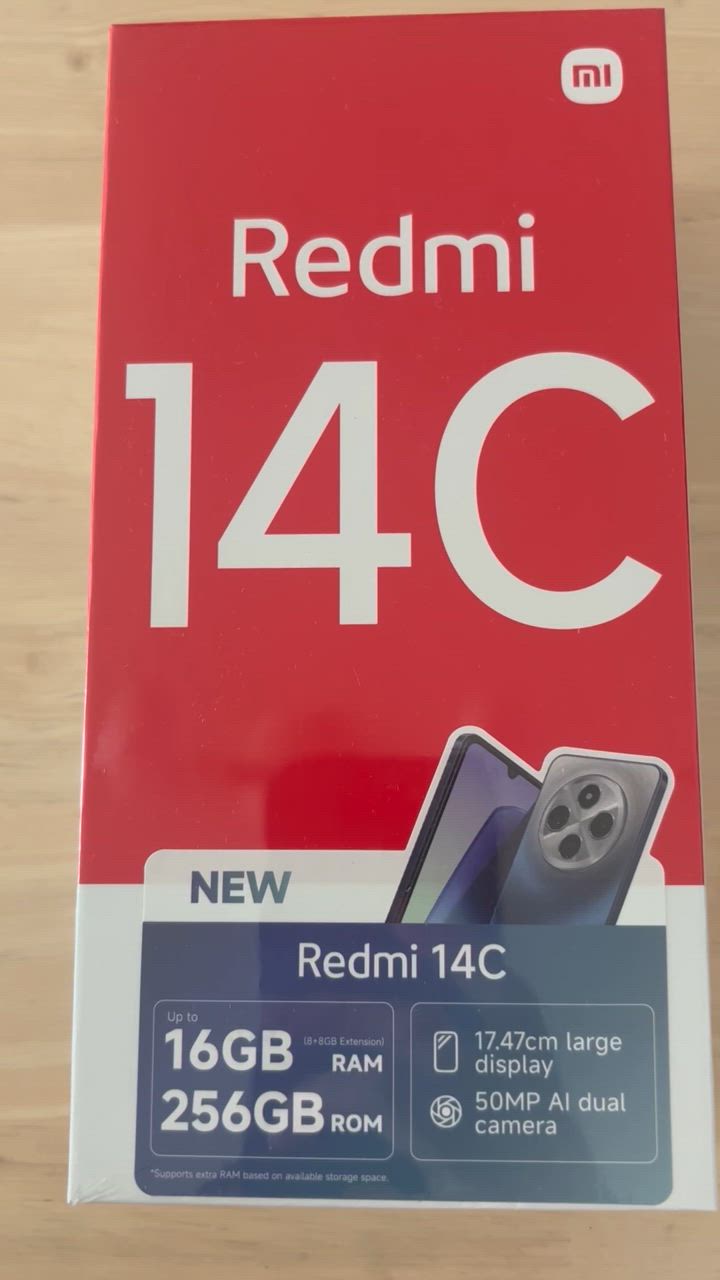 mi
Redmi
14C
NEW
Redmi 14C
Up to
16GB (8+8GB Extension) RAM
256GB ROM
17.47cm large
display
50MP AI dual
camera
*Supports extra RAM based on available storage space.